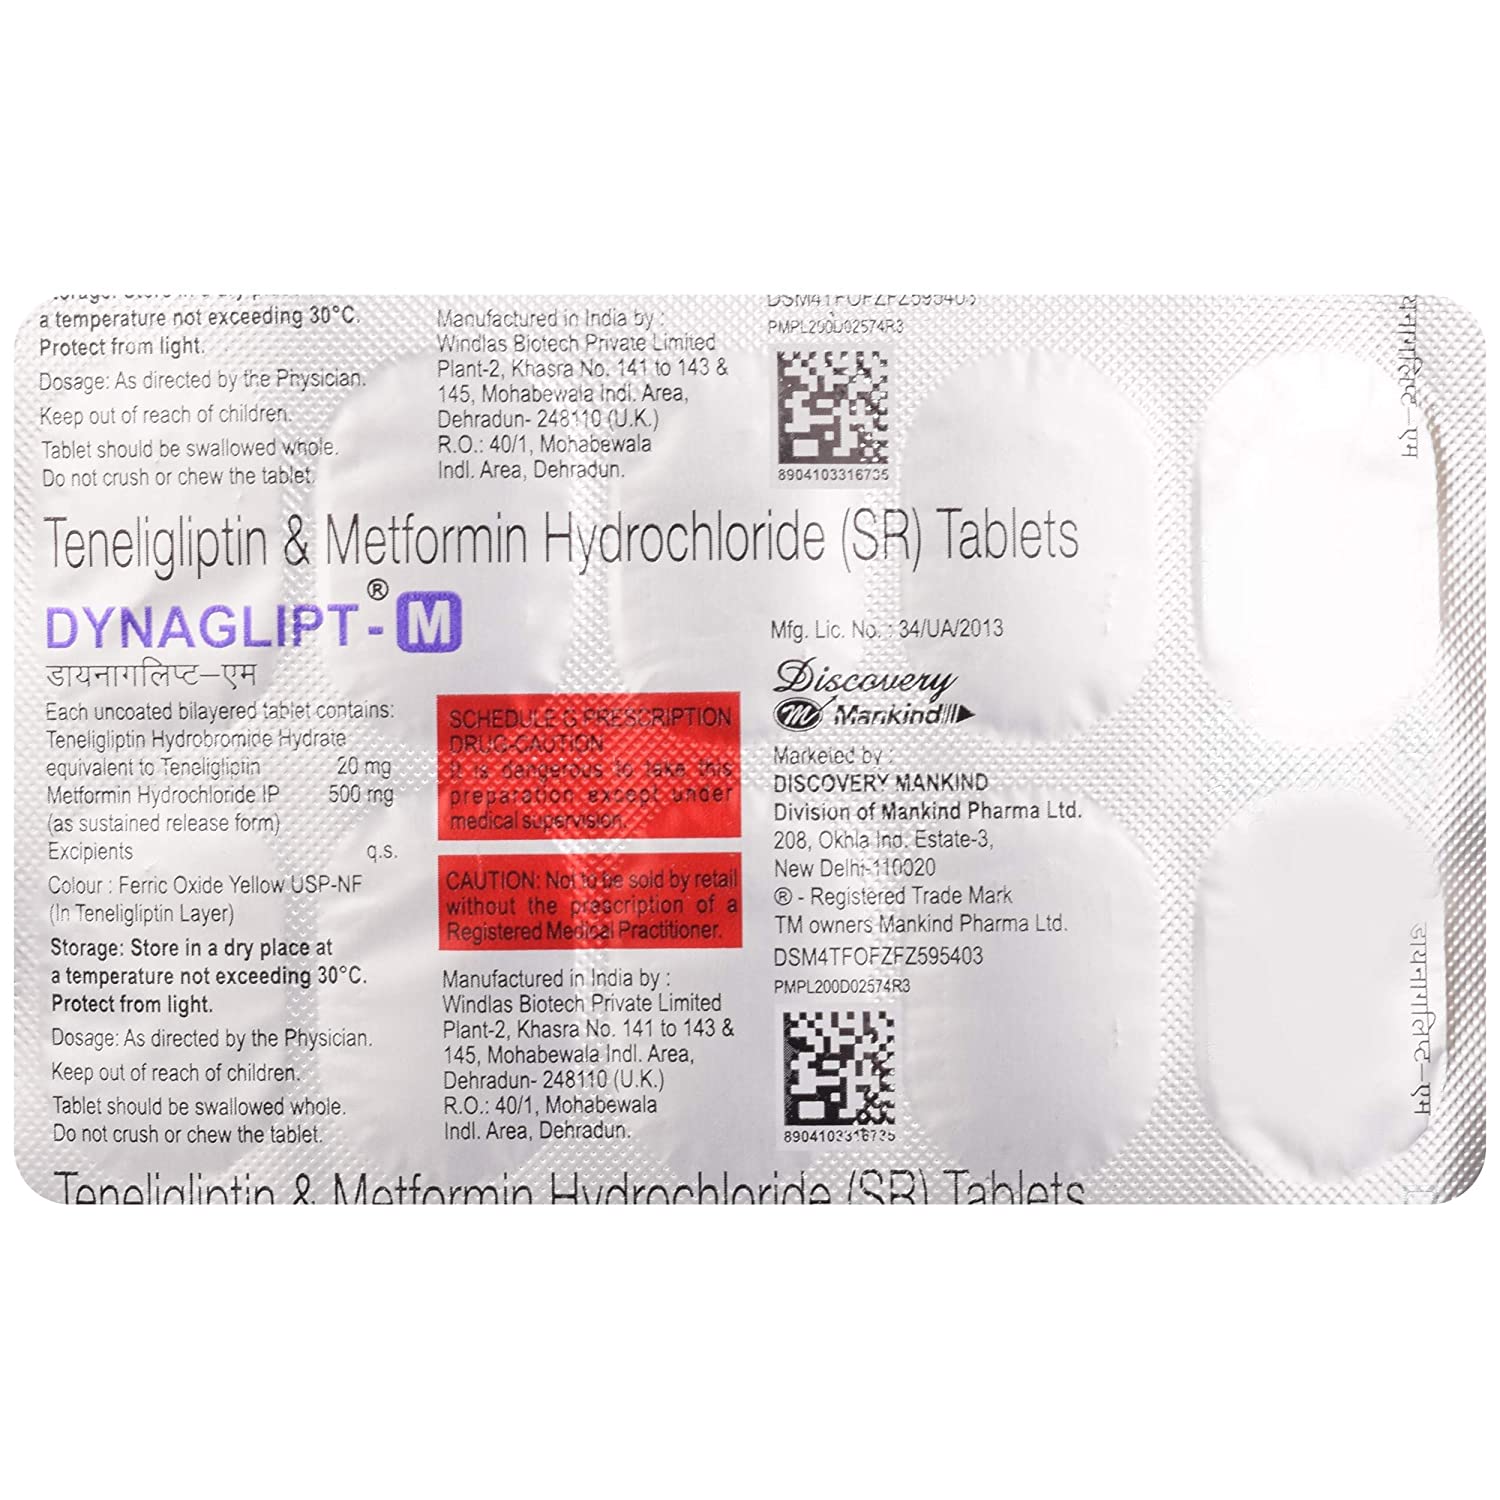 a temperature not exceeding 30°C.
Protect from light.
Dosage: As directed by the Physician.
Keep out of reach of children.
Tablet should be swallowed whole.
Do not crush or chew the tablet.
Manufactured in India by :
Windlas Biotech Private Limited
Plant-2, Khasra No. 141 to 143 &
145, Mohabewala Indl. Area,
Dehradun- 248110 (U.K.)
R.O.: 40/1, Mohabewala
Indl. Area, Dehradun.
DSM4TFOFZFZ595403
PMPL200D02574R3
8904103316735
Teneligliptin & Metformin Hydrochloride (SR) Tablets
DYNAGLIPT®-M
डायनागलिप्ट–एम
Each uncoated bilayered tablet contains:
Teneligliptin Hydrobromide Hydrate
equivalent to Teneligliptin 20 mg
Metformin Hydrochloride IP 500 mg
(as sustained release form)
Excipients q.s.
Colour : Ferric Oxide Yellow USP-NF
(In Teneligliptin Layer)
Storage: Store in a dry place at
a temperature not exceeding 30°C.
Protect from light.
Dosage: As directed by the Physician.
Keep out of reach of children.
Tablet should be swallowed whole.
Do not crush or chew the tablet.
SCHEDULE G PRESCRIPTION
DRUG-CAUTION
It is dangerous to take this
preparation except under
medical supervision.
CAUTION: Not to be sold by retail
without the prescription of a
Registered Medical Practitioner.
Manufactured in India by :
Windlas Biotech Private Limited
Plant-2, Khasra No. 141 to 143 &
145, Mohabewala Indl. Area,
Dehradun- 248110 (U.K.)
R.O.: 40/1, Mohabewala
Indl. Area, Dehradun.
Mfg. Lic. No. : 34/UA/2013
Discovery
m Mankind
Marketed by :
DISCOVERY MANKIND
Division of Mankind Pharma Ltd.
208, Okhla Ind. Estate-3,
New Delhi-110020
® - Registered Trade Mark
TM owners Mankind Pharma Ltd.
DSM4TFOFZFZ595403
PMPL200D02574R3
8904103316735
Teneligliptin & Metformin Hydrochloride (SR) Tablets